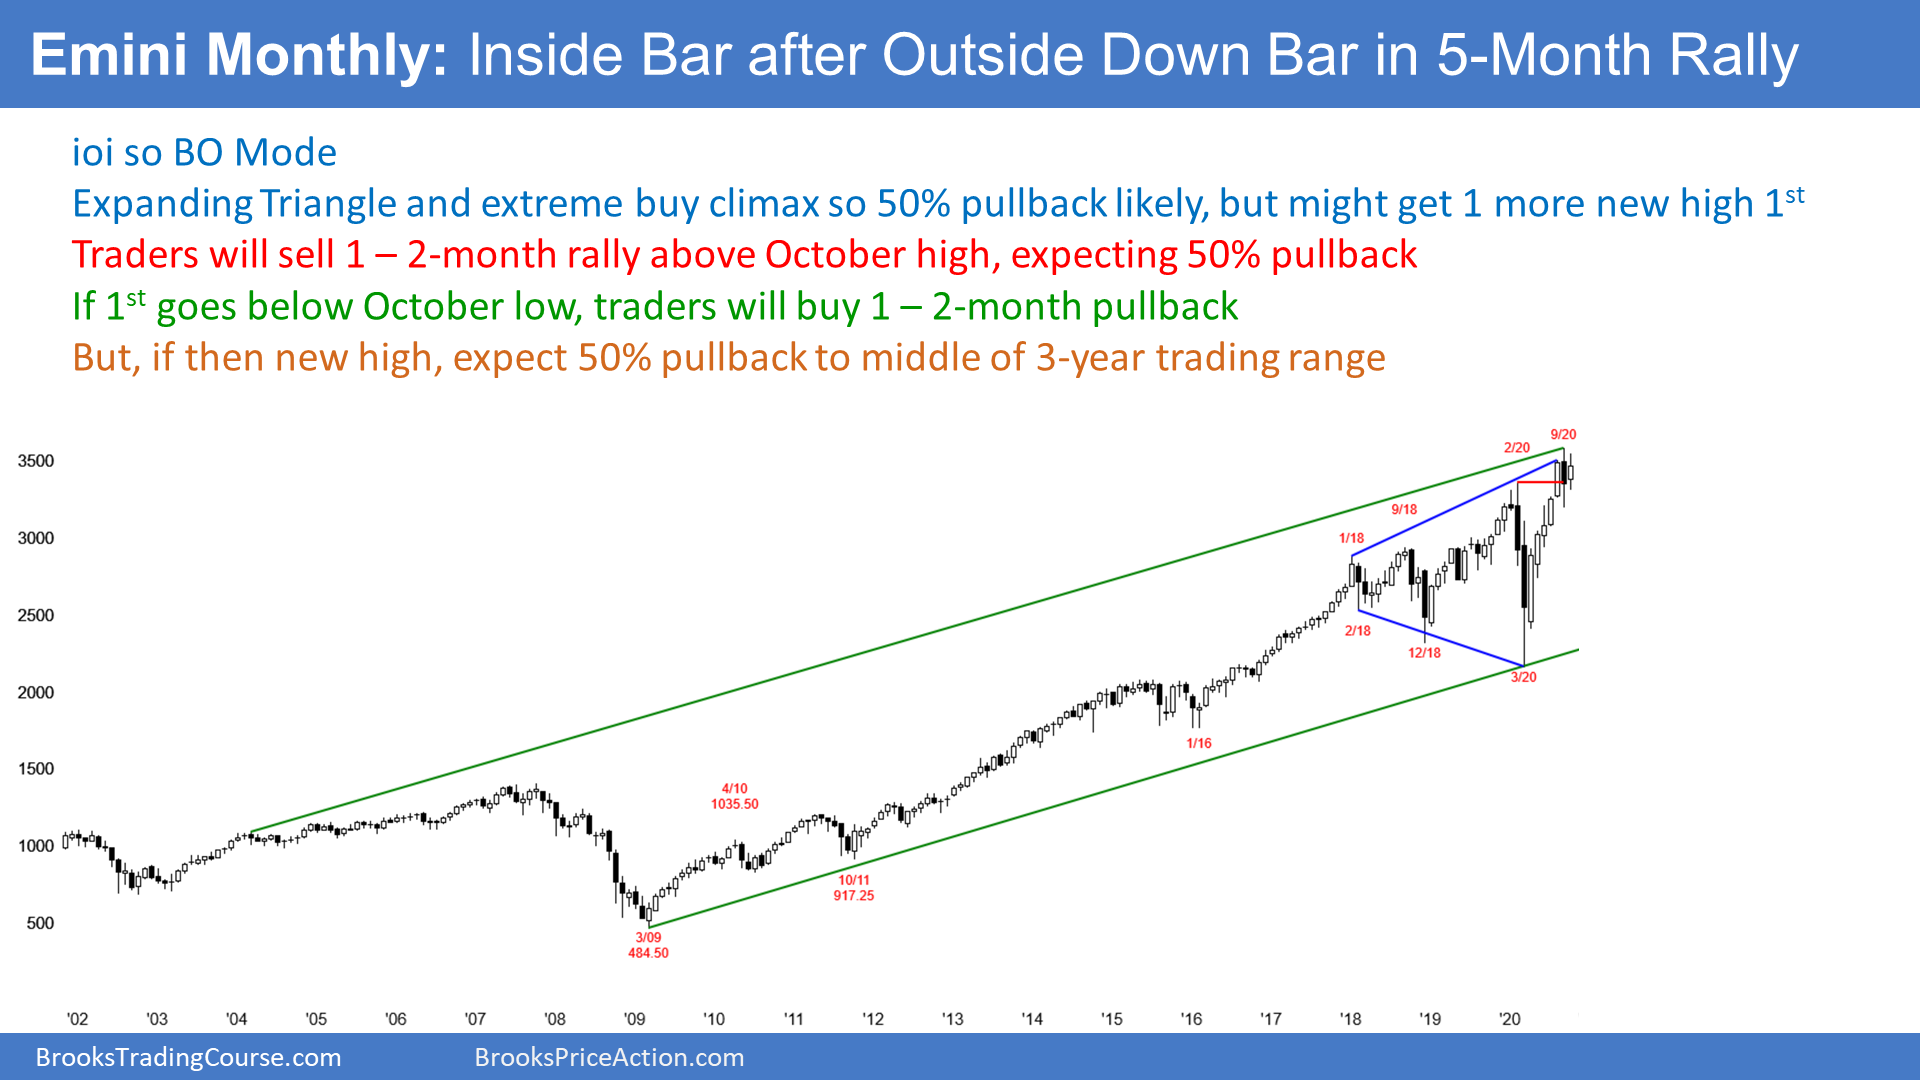 Emini Monthly: Inside Bar after Outside Down Bar in 5-Month Rally
ioi so BO Mode
Expanding Triangle and extreme buy climax so 50% pullback likely, but might get 1 more new high 1st
Traders will sell 1 – 2-month rally above October high, expecting 50% pullback
If 1st goes below October low, traders will buy 1 – 2-month pullback
But, if then new high, expect 50% pullback to middle of 3-year trading range
9/20
2/20
3500
9/18
3000
1/18
2500
2/18
12/18
3/20
2000
1/16
1500
4/10
1035.50
1000
10/11
917.25
500
3/09
484.50
'02 '03 '04 '05 '06 '07 '08 '09 '10 '11 '12 '13 '14 '15 '16 '17 '18 '19 '20
BrooksTradingCourse.com BrooksPriceAction.com